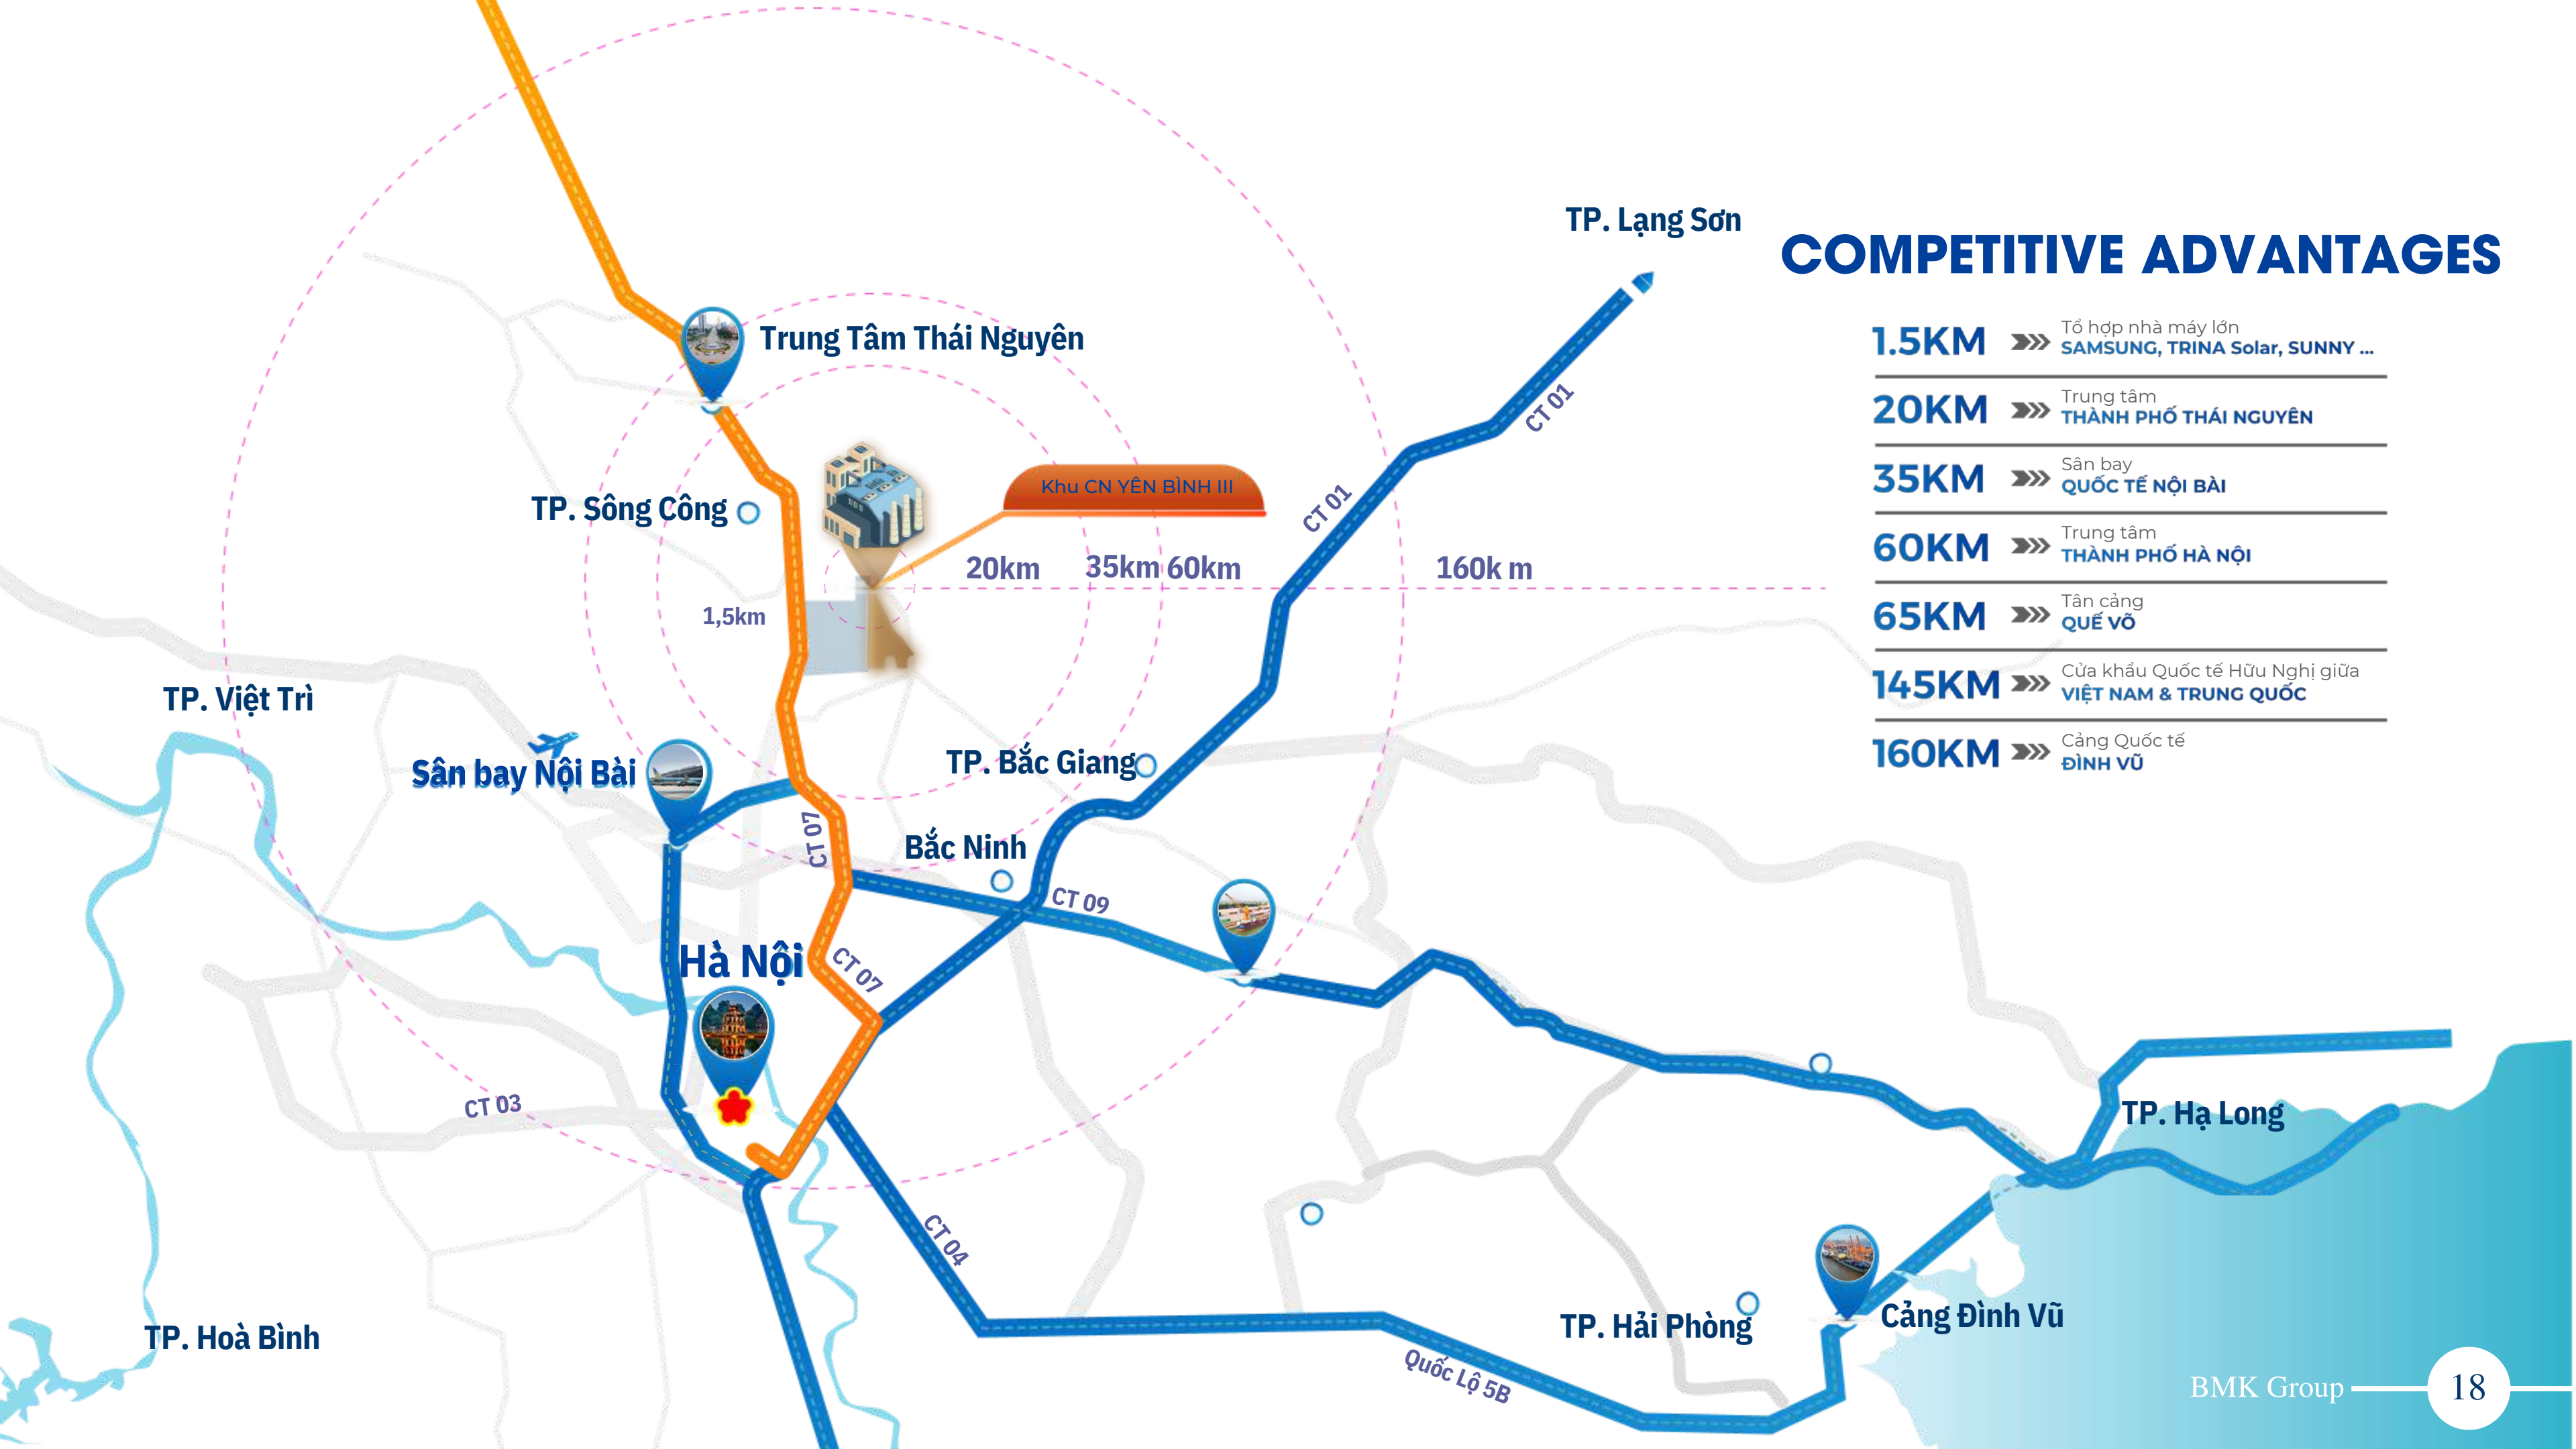 TP. Lạng Sơn
COMPETITIVE ADVANTAGES
1.5KM
Tổ hợp nhà máy lớn
SAMSUNG, TRINA Solar, SUNNY ...
20KM
Trung tâm
THÀNH PHỐ THÁI NGUYÊN
35KM
Sân bay
QUỐC TẾ NỘI BÀI
60KM
Trung tâm
THÀNH PHỐ HÀ NỘI
65KM
Tân cảng
QUẾ VÕ
145KM
Cửa khẩu Quốc tế Hữu Nghị giữa
VIỆT NAM & TRUNG QUỐC
160KM
Cảng Quốc tế
ĐÌNH VŨ
Trung Tâm Thái Nguyên
CT 01
Khu CN YÊN BÌNH III
TP. Sông Công
CT 01
20km
35km
60km
160k m
1,5km
TP. Việt Trì
Sân bay Nội Bài
TP. Bắc Giang
CT 07
Bắc Ninh
CT 09
Hà Nội
CT 07
CT 03
TP. Hạ Long
CT 04
TP. Hoà Bình
TP. Hải Phòng
Cảng Đình Vũ
Quốc Lộ 5B
BMK Group
18